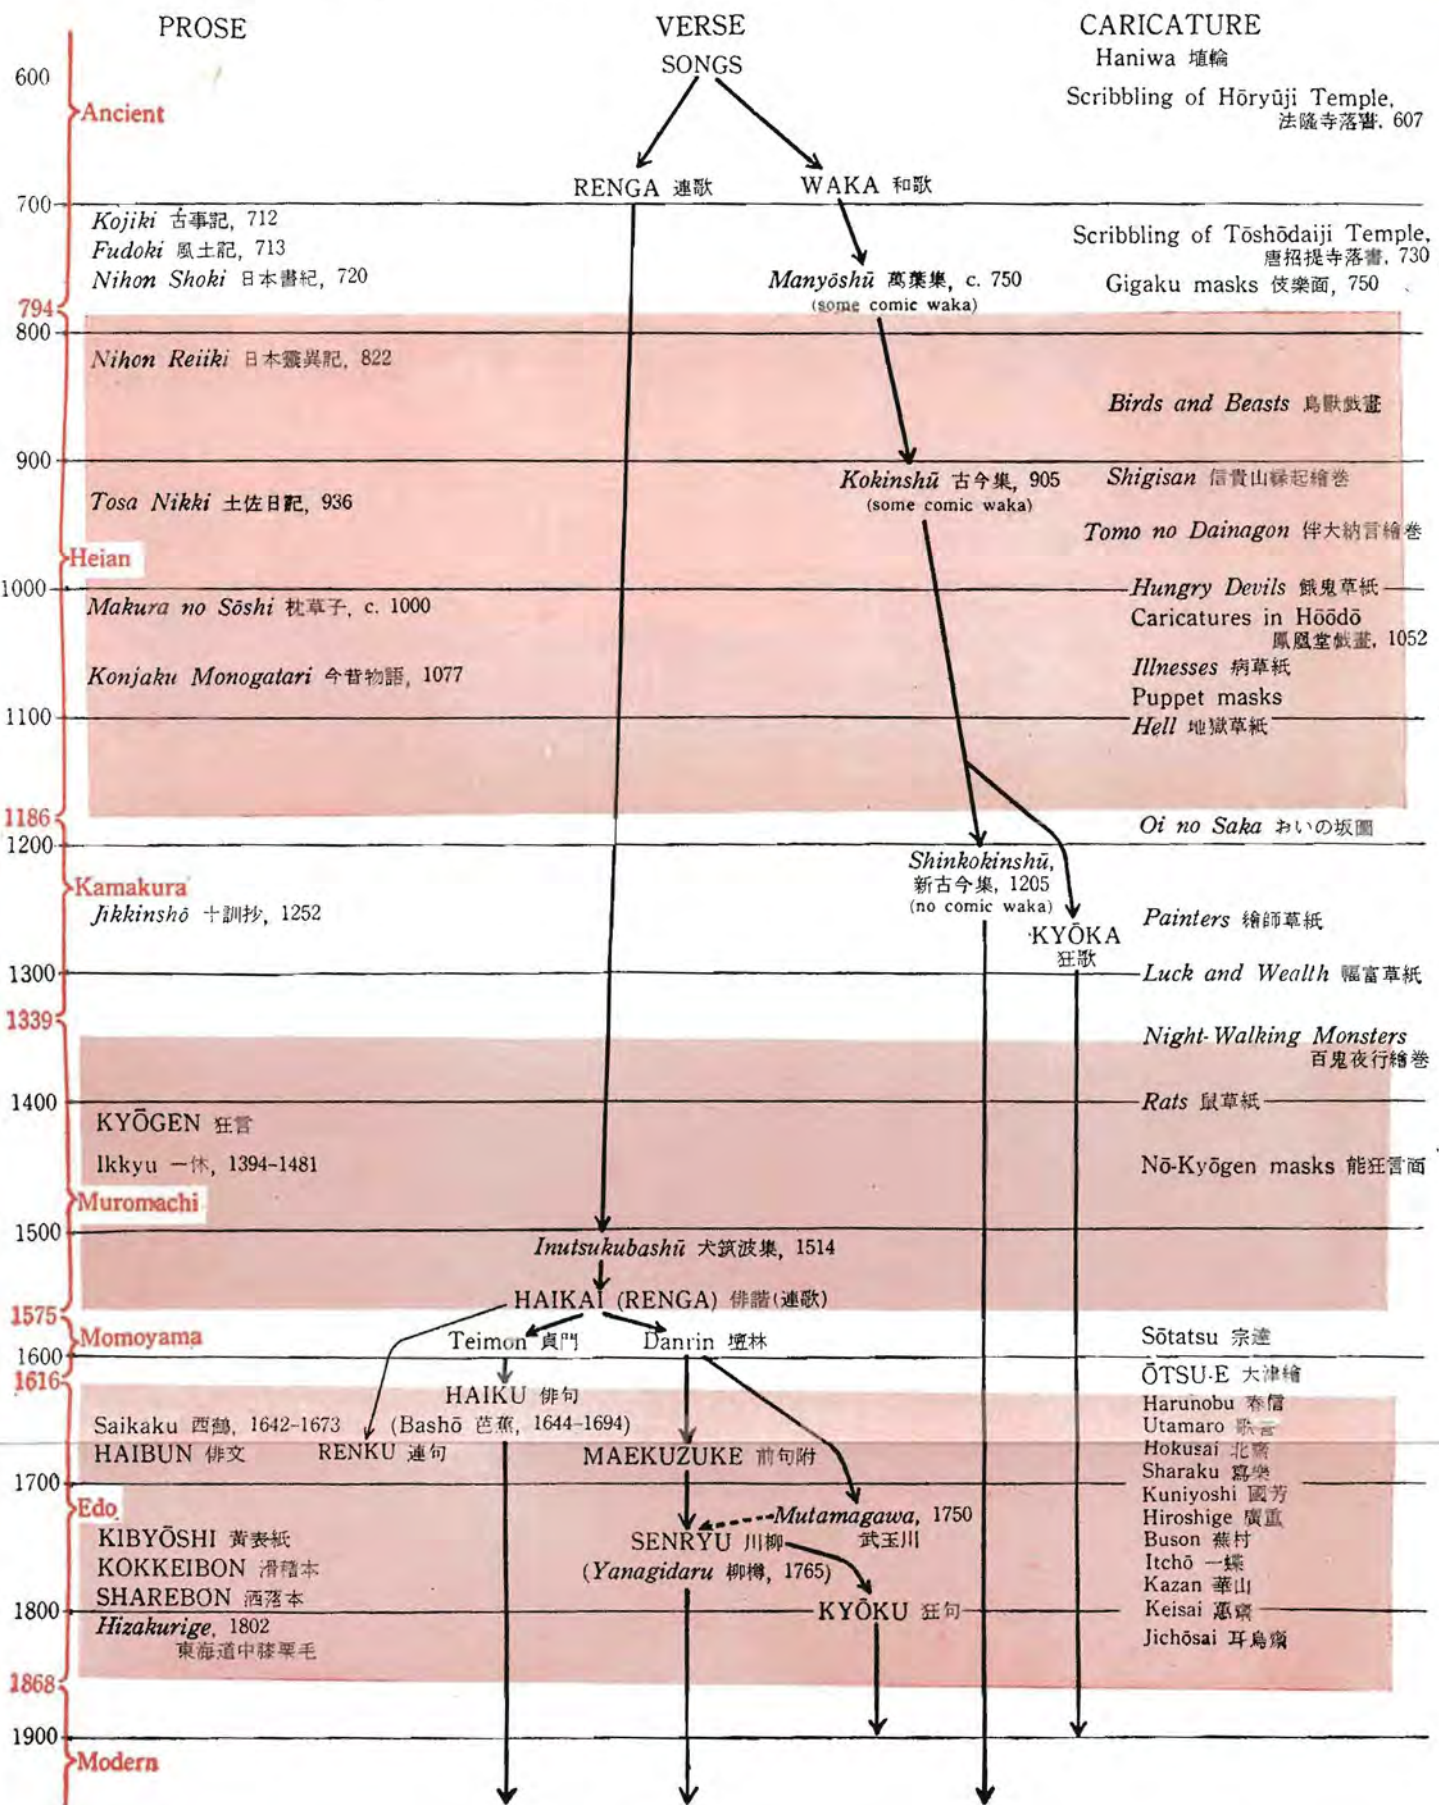 PROSE
VERSE
CARICATURE
SONGS
Haniwa 埴輪
600
Scribbling of Hōryūji Temple,
法隆寺落書, 607
Ancient
RENGA 連歌
WAKA 和歌
700
Kojiki 古事記, 712
Fudoki 風土記, 713
Nihon Shoki 日本書紀, 720
Manyōshū 萬葉集, c. 750
(some comic waka)
Scribbling of Tōshōdaiji Temple,
唐招提寺落書, 730
Gigaku masks 伎樂面, 750
794
800
Nihon Reiiki 日本靈異記, 822
Birds and Beasts 鳥獸戲畫
900
Kokinshū 古今集, 905
(some comic waka)
Shigisan 信貴山縁起繪巻
Tosa Nikki 土佐日記, 936
Tomo no Dainagon 伴大納言繪巻
Heian
1000
Hungry Devils 餓鬼草紙
Makura no Sōshi 枕草子, c. 1000
Caricatures in Hōōdō
鳳凰堂戯畫, 1052
Konjaku Monogatari 今昔物語, 1077
Illnesses 病草紙
Puppet masks
1100
Hell 地獄草紙
1186
Oi no Saka おいの坂圖
1200
Shinkokinshū,
新古今集, 1205
(no comic waka)
Kamakura
Jikkinshō 十訓抄, 1252
Painters 繪師草紙
KYŌKA
狂歌
1300
Luck and Wealth 福富草紙
1339
Night-Walking Monsters
百鬼夜行繪巻
1400
Rats 鼠草紙
KYŌGEN 狂言
Ikkyu 一休, 1394-1481
Nō-Kyōgen masks 能狂言面
Muromachi
1500
Inutsukubashū 犬筑波集, 1514
HAIKAI (RENGA) 俳諧(連歌)
1575
Momoyama
Teimon 貞門
Danrin 壇林
Sōtatsu 宗達
1600
1616
ŌTSU-E 大津繪
HAIKU 俳句
(Bashō 芭蕉, 1644-1694)
Harunobu 春信
Utamaro
Saikaku 西鶴, 1642-1673
HAIBUN 俳文
RENKU 連句
MAEKUZUKE 前句附
Hokusai 北齋
Sharaku 寫樂
1700
Kuniyoshi 國芳
Edo
Mutamagawa, 1750
武玉川
Hiroshige 廣重
KIBYŌSHI 黃表紙
SENRYU 川柳
(Yanagidaru 柳樽, 1765)
Buson 蕪村
KOKKEIBON 滑稽本
Itchō 一蝶
SHAREBON 洒落本
Kazan 華山
1800
KYŌKU 狂句
Keisai 蕙齋
Hizakurige, 1802
東海道中膝栗毛
Jichōsai 耳鳥齋
1868
1900
Modern